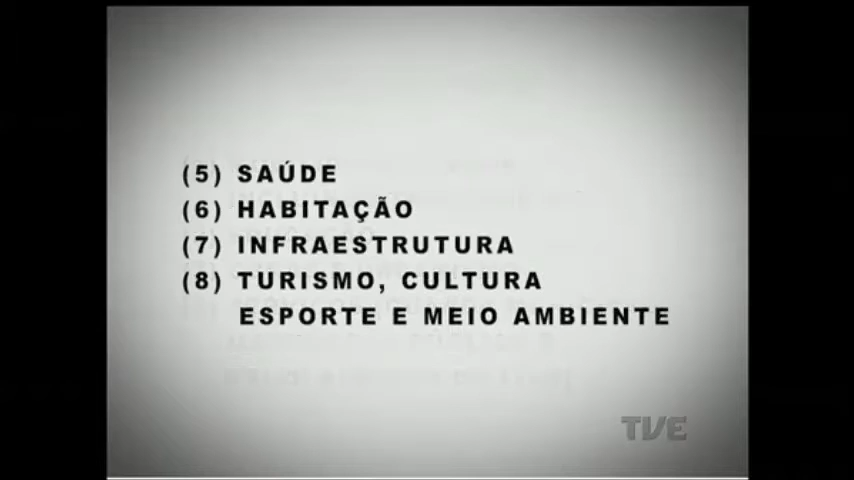 (5) SAÚDE
(6) HABITAÇÃO
(7) INFRAESTRUTURA
(8) TURISMO, CULTURA
ESPORTE E MEIO AMBIENTE
TVE